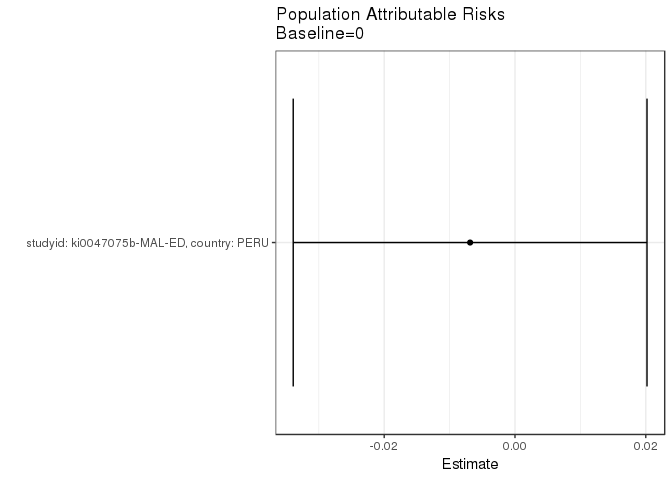 Population Attributable Risks
Baseline=0
studyid: ki0047075b-MAL-ED, country: PERU
-0.02
0.00
0.02
Estimate